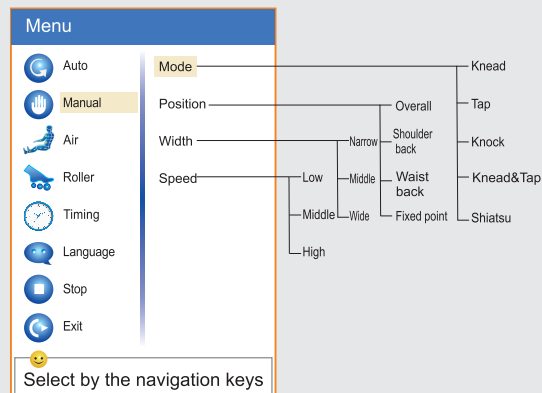 Menu
Auto
Manual
Air
Roller
Timing
Language
Stop
Exit
Mode
Position
Width
Speed
Low
Middle
High
Narrow
Middle
Wide
Overall
Shoulder
back
Waist
back
Fixed point
Knead
Tap
Knock
Knead&Tap
Shiatsu
Select by the navigation keys